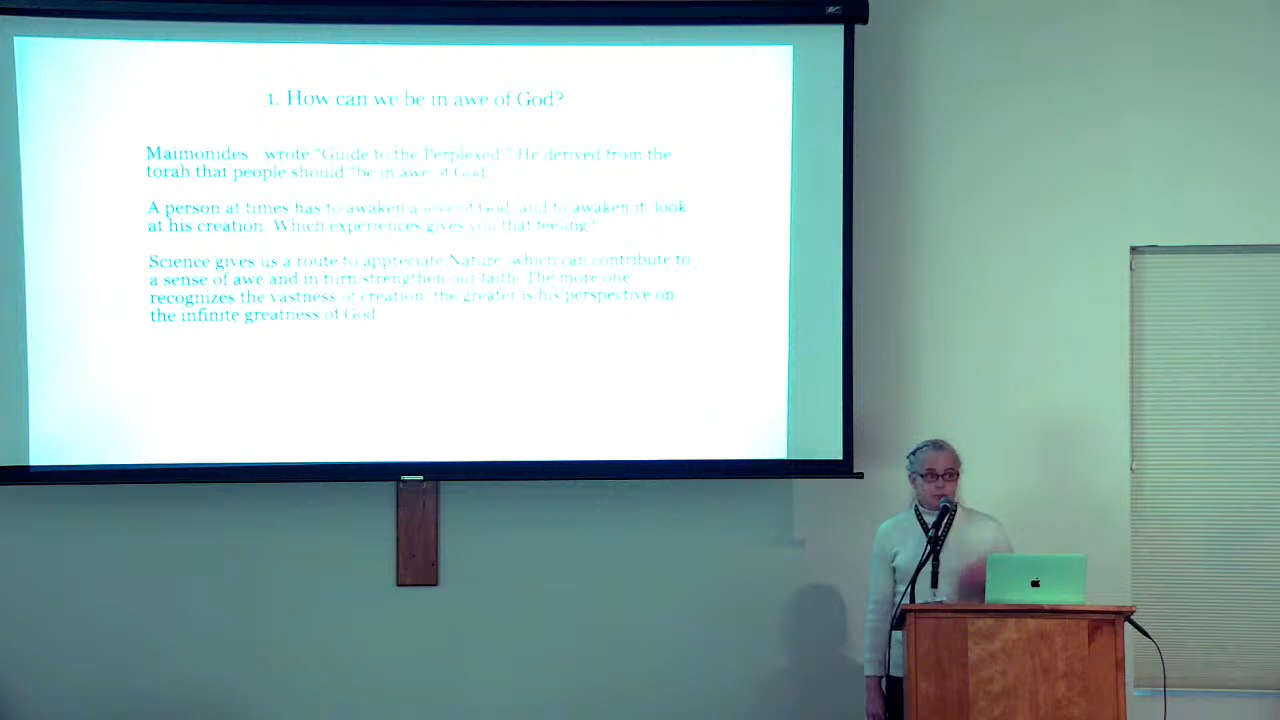 1. How can we be in awe of God?
Maimonides wrote "Guide to the Perplexed." He derived from the
torah that people should "be in awe of God."
A person at times has to awaken a love of God, and to awaken it, look
at his creation. Which experiences gives you that feeling?
Science gives us a route to appreciate Nature, which can contribute to
a sense of awe and in turn strengthen our faith. The more one
recognizes the vastness of creation, the greater is his perspective on
the infinite greatness of God.